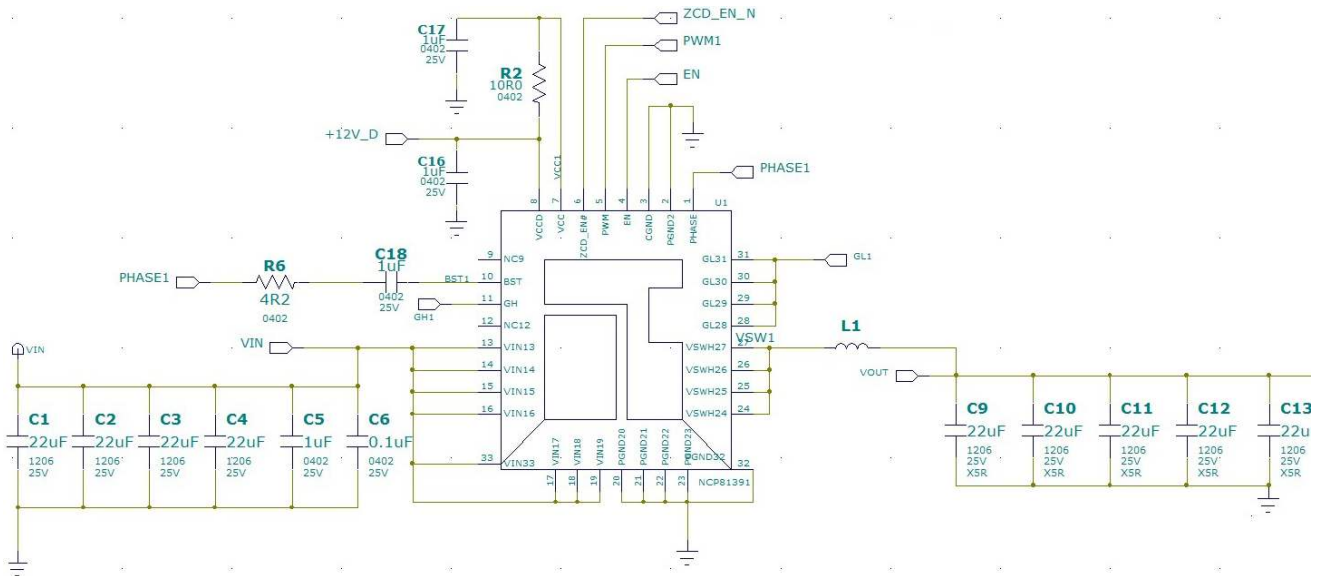 ZCD_EN_N
PWM1
EN
C17
1uF
0402
25V
R2
10R0
0402
+12V_D
C16
1uF
0402
25V
VCC1
PHASE1
U1
8
7
6
5
4
3
2
1
VCCD
VCC
ZCD_EN#
PWM
EN
CGND
PGND2
PHASE
PHASE1
R6
4R2
0402
C18
1uF
0402
25V
BST1
GH1
9 NC9
10 BST
11 GH
12 NC12
13 VIN13
14 VIN14
15 VIN15
16 VIN16
33 VIN33
GL31 31
GL30 30
GL29 29
GL28 28
VSWH27 27
VSWH26 26
VSWH25 25
VSWH24 24
PGND32 32
GL1
VSW1
L1
VOUT
VIN
VIN
VIN17
VIN18
VIN19
PGND20
PGND21
PGND22
PGND23
17
18
19
20
21
22
23
NCP81391
C1
22uF
1206
25V
C2
22uF
1206
25V
C3
22uF
1206
25V
C4
22uF
1206
25V
C5
1uF
0402
25V
C6
0.1uF
0402
25V
C9
22uF
1206
25V
X5R
C10
22uF
1206
25V
X5R
C11
22uF
1206
25V
X5R
C12
22uF
1206
25V
X5R
C13
22u
1206
25V
X5R